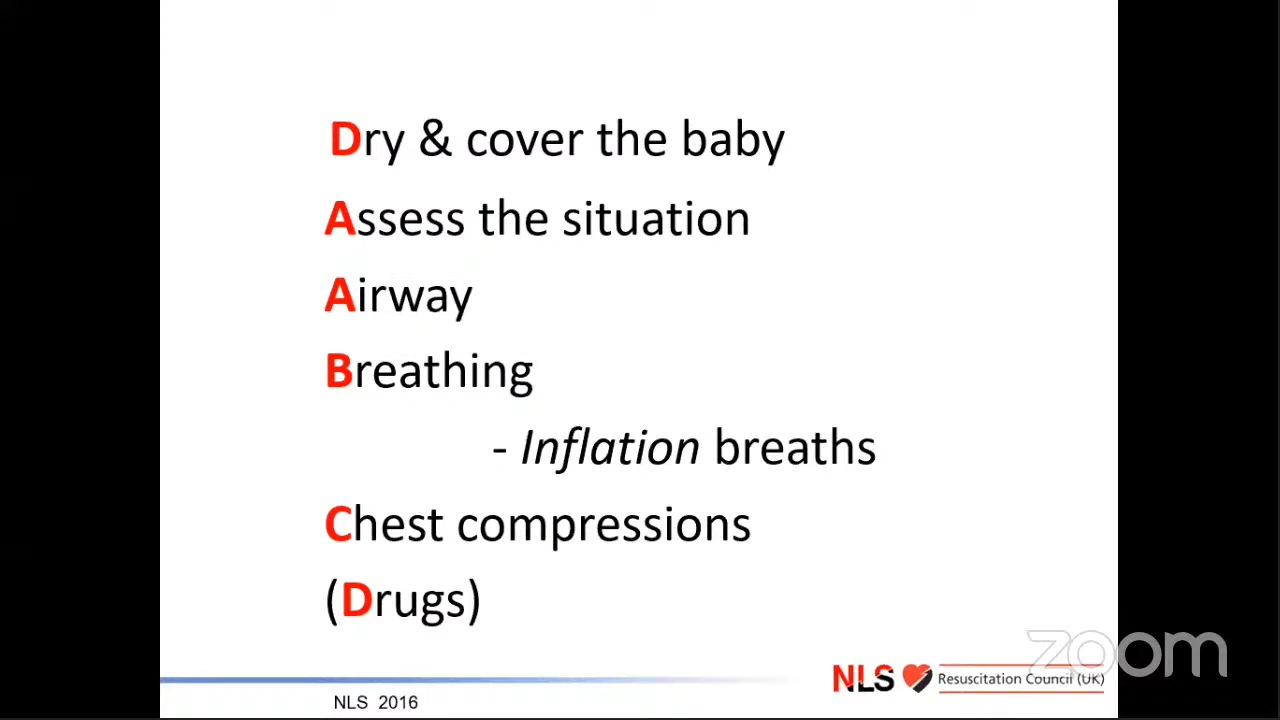 Dry & cover the baby
Assess the situation
Airway
Breathing
- Inflation breaths
Chest compressions
(Drugs)
zoom
NLS Resuscitation Council (UK)
NLS 2016